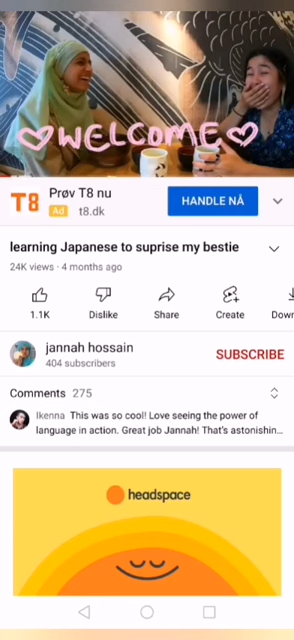 WELCOME
T8 Prøv T8 nu
Ad t8.dk
HANDLE NÅ
learning Japanese to suprise my bestie
24K views · 4 months ago
1.1K Dislike Share Create Down
jannah hossain
404 subscribers
SUBSCRIBE
Comments 275
Ikenna This was so cool! Love seeing the power of
language in action. Great job Jannah! That's astonishin...
headspace